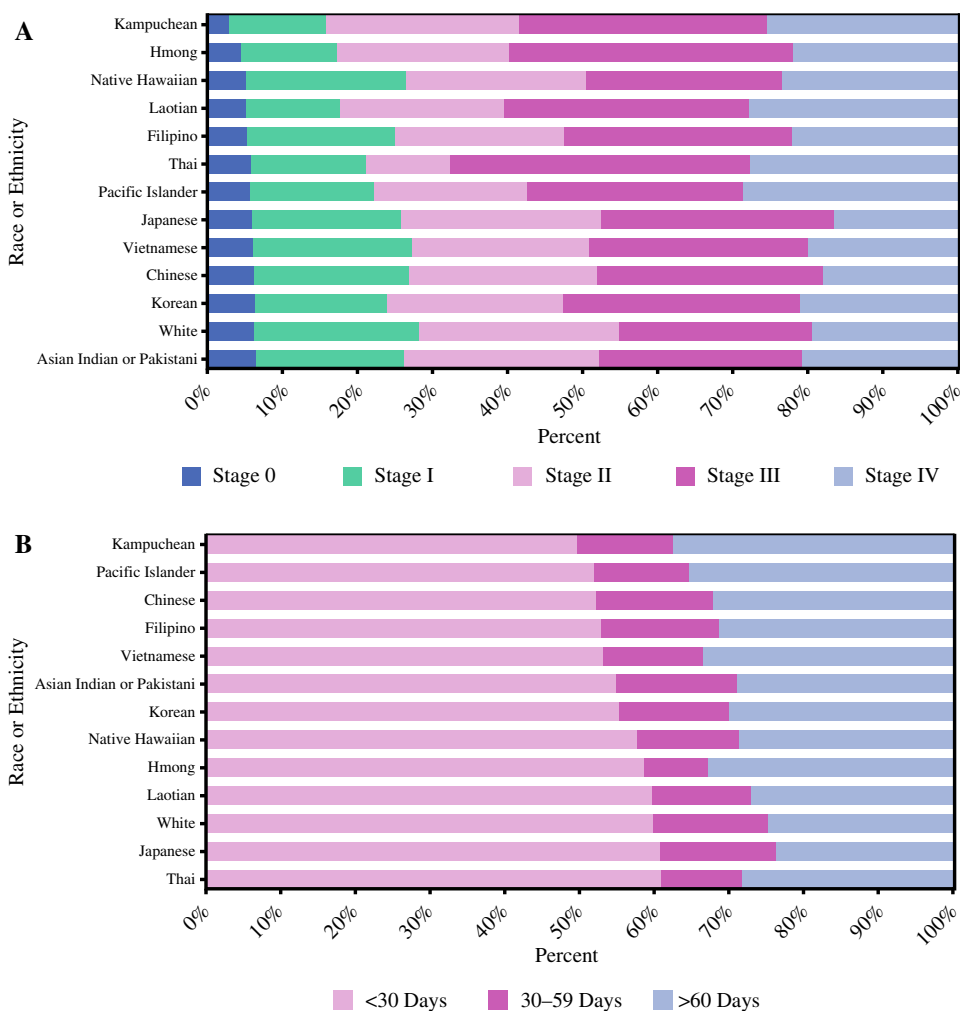 A
Race or Ethnicity
Kampuchean
Hmong
Native Hawaiian
Laotian
Filipino
Thai
Pacific Islander
Japanese
Vietnamese
Chinese
Korean
White
Asian Indian or Pakistani
0% 10% 20% 30% 40% 50% 60% 70% 80% 90% 100%
Percent
Stage 0 Stage I Stage II Stage III Stage IV
B
Race or Ethnicity
Kampuchean
Pacific Islander
Chinese
Filipino
Vietnamese
Asian Indian or Pakistani
Korean
Native Hawaiian
Hmong
Laotian
White
Japanese
Thai
0% 10% 20% 30% 40% 50% 60% 70% 80% 90% 100%
Percent
<30 Days 30–59 Days >60 Days